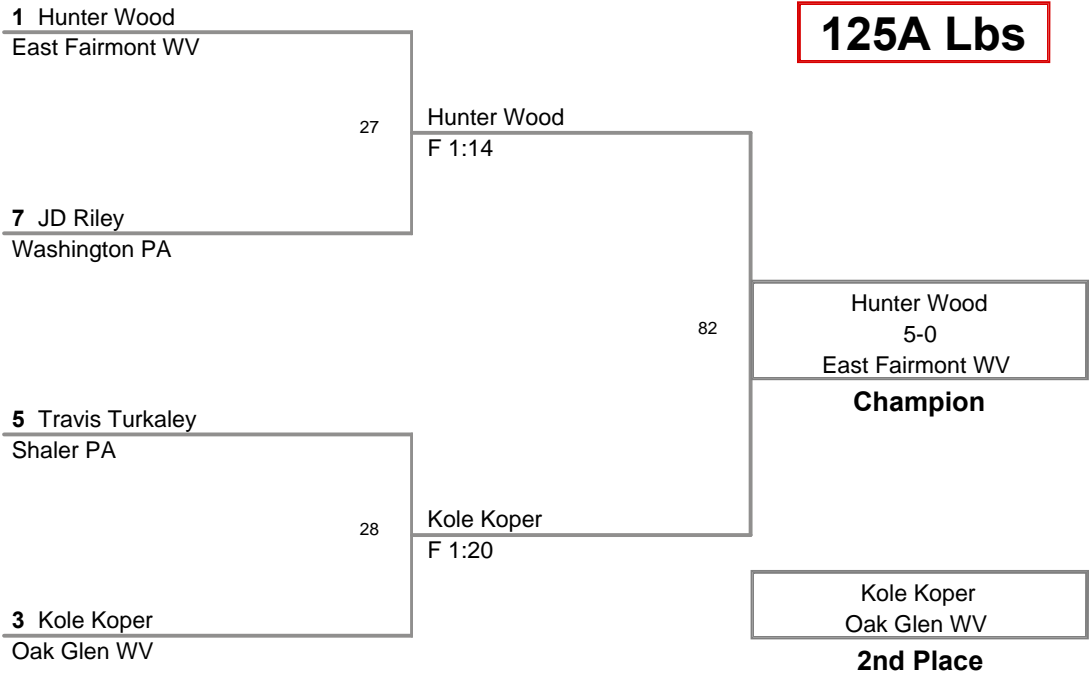 1 Hunter Wood
125A Lbs
East Fairmont WV
27
Hunter Wood
F 1:14
7 JD Riley
Washington PA
82
Hunter Wood
5-0
East Fairmont WV
Champion
5 Travis Turkaley
Shaler PA
28
Kole Koper
F 1:20
3 Kole Koper
Oak Glen WV
Kole Koper
Oak Glen WV
2nd Place